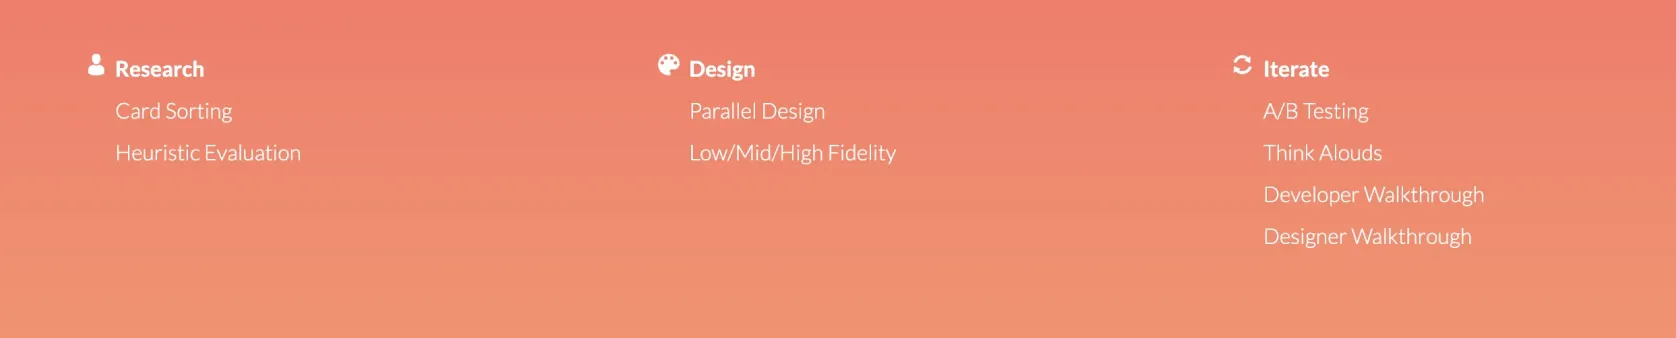 Research
Card Sorting
Heuristic Evaluation
Design
Parallel Design
Low/Mid/High Fidelity
Iterate
A/B Testing
Think Alouds
Developer Walkthrough
Designer Walkthrough